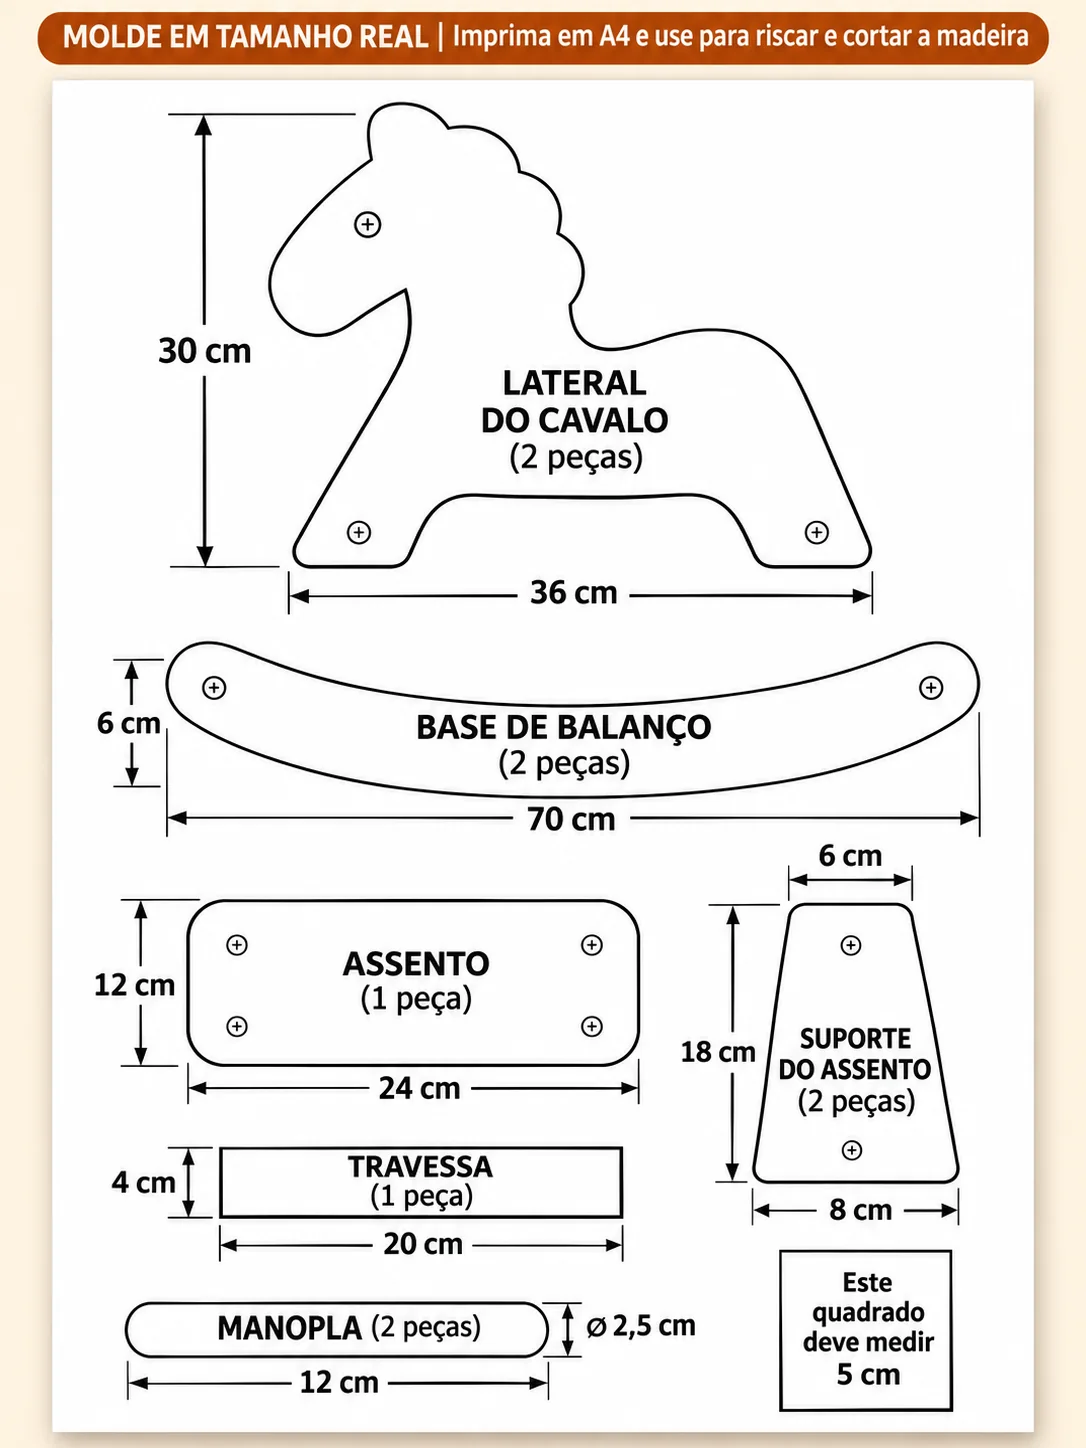 MOLDE EM TAMANHO REAL | Imprima em A4 e use para riscar e cortar a madeira
30 cm
LATERAL
DO CAVALO
(2 peças)
36 cm
6 cm
BASE DE BALANÇO
(2 peças)
70 cm
12 cm
ASSENTO
(1 peça)
24 cm
6 cm
18 cm
SUPORTE
DO ASSENTO
(2 peças)
8 cm
4 cm
TRAVESSA
(1 peça)
20 cm
MANOPLA (2 peças)
Ø 2,5 cm
12 cm
Este
quadrado
deve medir
5 cm